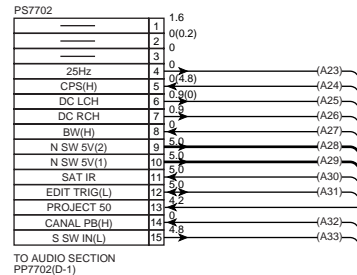 PS7702
1 1.6
2 0(0.2)
3 0
25Hz 4 0 (A23)
CPS(H) 5 0(4.8) (A24)
DC LCH 6 0.9(0) (A25)
DC RCH 7 0.9 (A26)
BW(H) 8 0 (A27)
N SW 5V(2) 9 5.0 (A28)
N SW 5V(1) 10 5.0 (A29)
SAT IR 11 5.0 (A30)
EDIT TRIG(L) 12 5.0 (A31)
PROJECT 50 13 4.2
CANAL PB(H) 14 0 (A32)
S SW IN(L) 15 4.8 (A33)
TO AUDIO SECTION
PP7702(D-1)